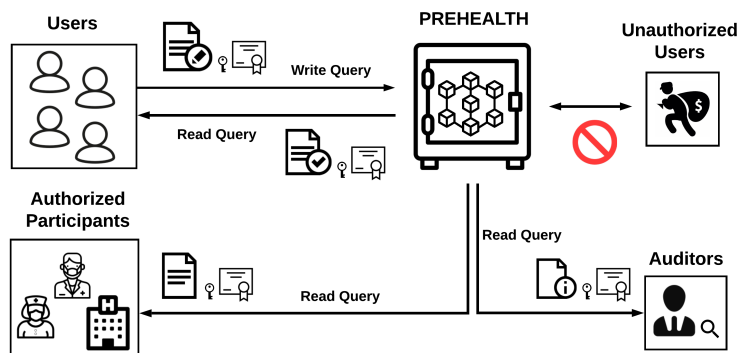 Users
PREHEALTH
Unauthorized
Users
Write Query
$
Read Query
Authorized
Participants
Read Query
Auditors
Read Query